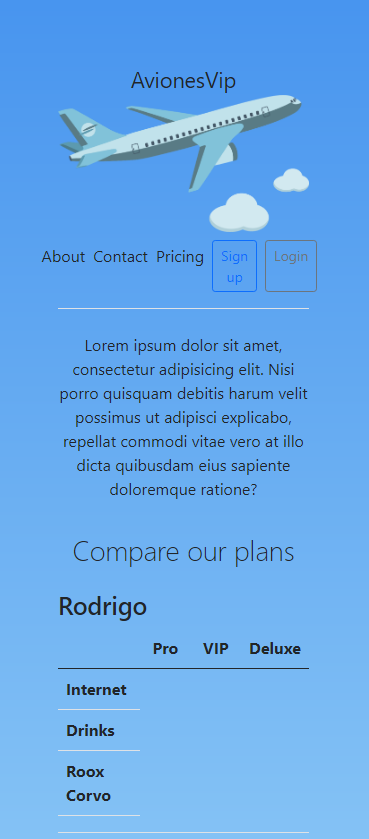 AvionesVip
About Contact Pricing Sign up Login
Lorem ipsum dolor sit amet,
consectetur adipisicing elit. Nisi
porro quisquam debitis harum velit
possimus ut adipisci explicabo,
repellat commodi vitae vero at illo
dicta quibusdam eius sapiente
doloremque ratione?
Compare our plans
Rodrigo
Pro VIP Deluxe
Internet
Drinks
Roox
Corvo